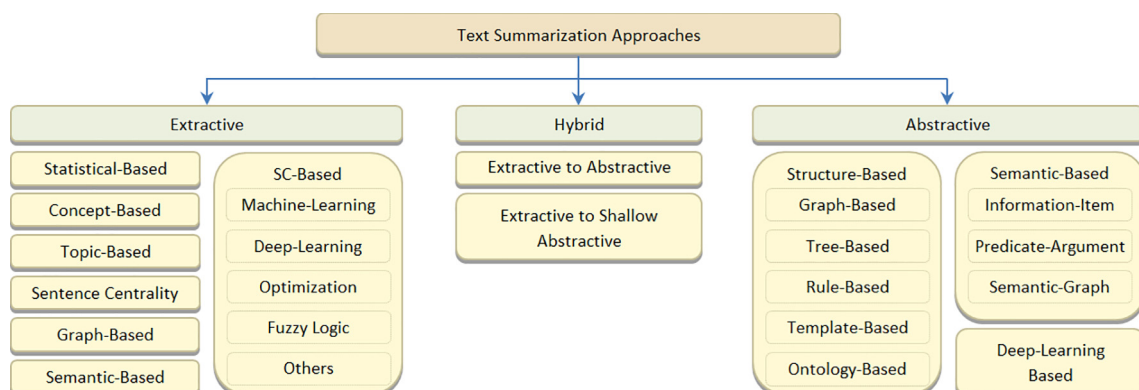 Text Summarization Approaches
Extractive
Statistical-Based
Concept-Based
Topic-Based
Sentence Centrality
Graph-Based
Semantic-Based
SC-Based
Machine-Learning
Deep-Learning
Optimization
Fuzzy Logic
Others
Hybrid
Extractive to Abstractive
Extractive to Shallow
Abstractive
Abstractive
Structure-Based
Graph-Based
Tree-Based
Rule-Based
Template-Based
Ontology-Based
Semantic-Based
Information-Item
Predicate-Argument
Semantic-Graph
Deep-Learning
Based